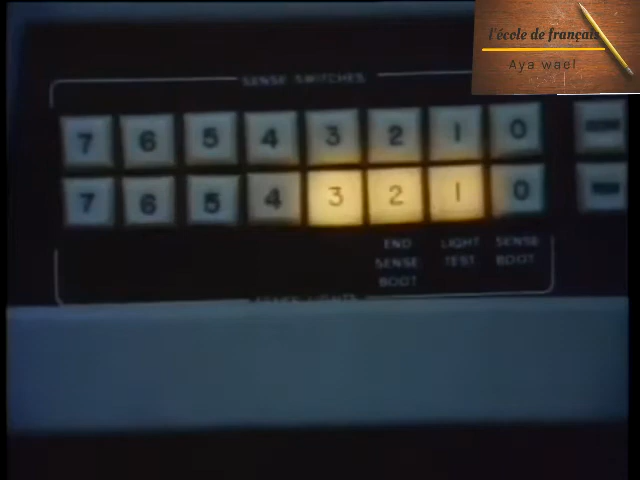 l'école de français
Aya wael
SENSE SWITCHES
7 6 5 4 3 2 1 0
7 6 5 4 3 2 1 0
END SENSE BOOT
LIGHT TEST
SENSE BOOT